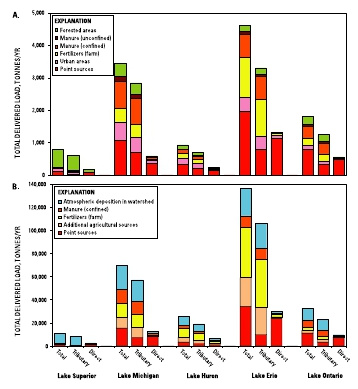 A.
EXPLANATION
Forested areas
Manure (unconfined)
Manure (confined)
Fertilizers (farm)
Urban areas
Point sources
TOTAL DELIVERED LOAD, TONNES/YR
5,000
4,000
3,000
2,000
1,000
0
B.
EXPLANATION
Atmospheric deposition in watershed
Manure (confined)
Fertilizers (farm)
Additional agricultural sources
Point sources
TOTAL DELIVERED LOAD, TONNES/YR
140,000
120,000
100,000
80,000
60,000
40,000
20,000
0
Total Tributary Direct Total Tributary Direct Total Tributary Direct Total Tributary Direct Total Tributary Direct
Lake Superior Lake Michigan Lake Huron Lake Erie Lake Ontario